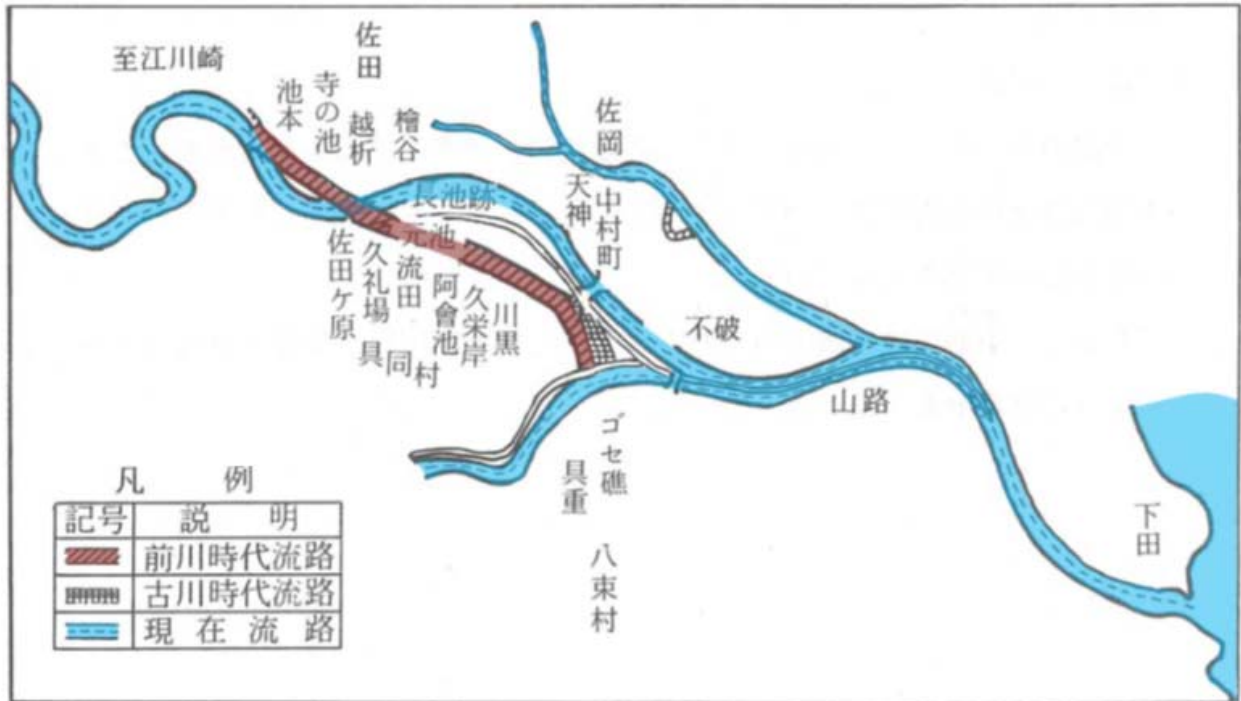 至江川崎
佐田
池本
寺の池
越折
檜谷
佐岡
天神
中村町
長池跡
元池
佐田ケ原
久礼場
流田
阿會池
久栄岸
川黒
具同村
不破
山路
ゴセ礁
具重
八束村
下田
凡 例
記号 説 明
前川時代流路
古川時代流路
現在流路